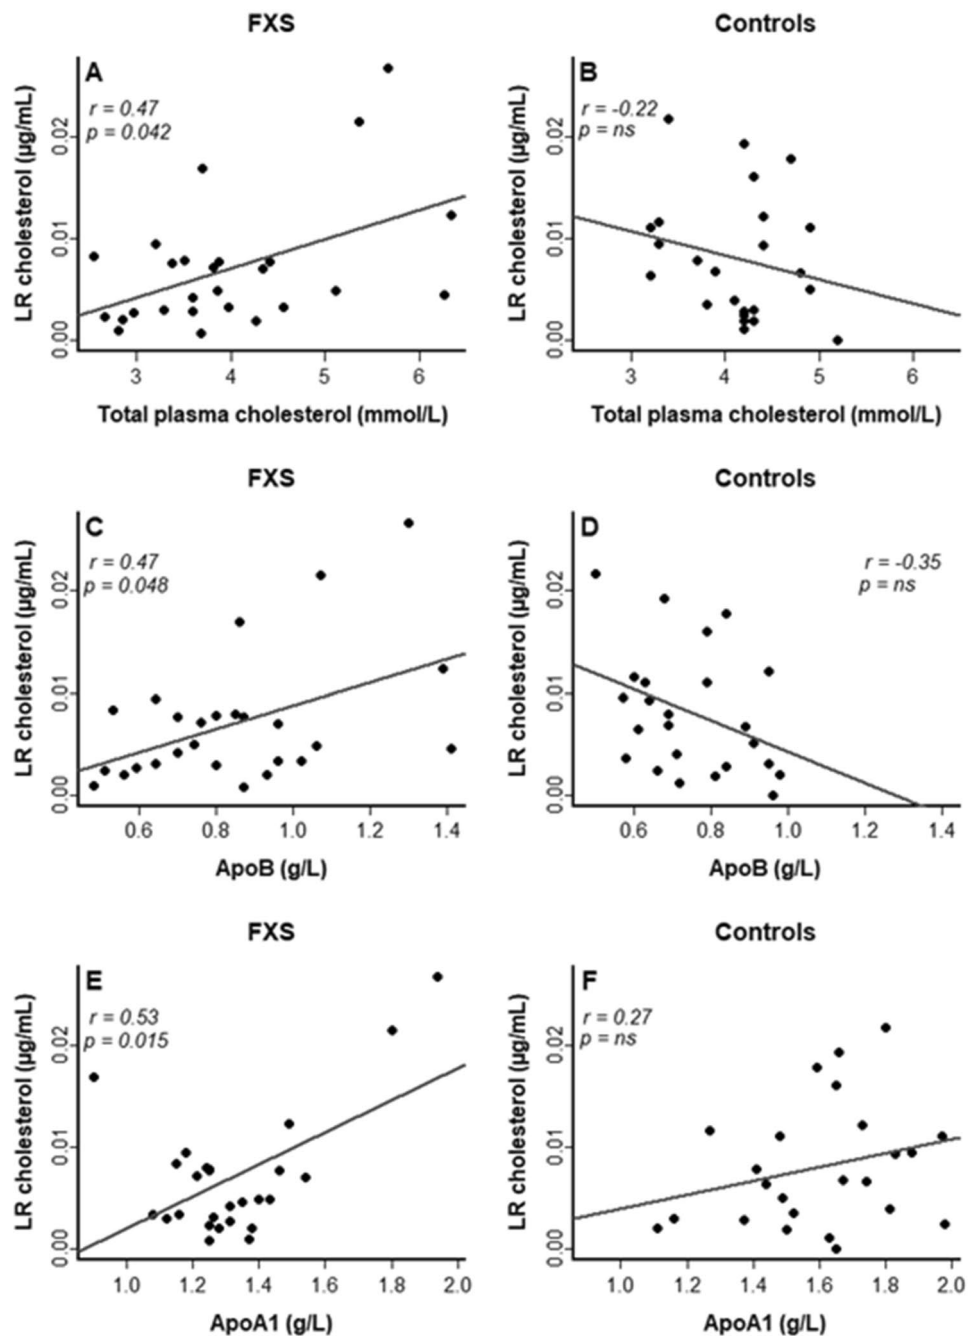 FXS
Controls
A
r = 0.47
p = 0.042
LR cholesterol (µg/mL)
0.02
0.01
0.00
3 4 5 6
Total plasma cholesterol (mmol/L)
B
r = -0.22
p = ns
LR cholesterol (µg/mL)
0.02
0.01
0.00
3 4 5 6
Total plasma cholesterol (mmol/L)
FXS
Controls
C
r = 0.47
p = 0.048
LR cholesterol (µg/mL)
0.02
0.01
0.00
0.6 0.8 1.0 1.2 1.4
ApoB (g/L)
D
r = -0.35
p = ns
LR cholesterol (µg/mL)
0.02
0.01
0.00
0.6 0.8 1.0 1.2 1.4
ApoB (g/L)
FXS
Controls
E
r = 0.53
p = 0.015
LR cholesterol (µg/mL)
0.02
0.01
0.00
1.0 1.2 1.4 1.6 1.8 2.0
ApoA1 (g/L)
F
r = 0.27
p = ns
LR cholesterol (µg/mL)
0.02
0.01
0.00
1.0 1.2 1.4 1.6 1.8 2.0
ApoA1 (g/L)